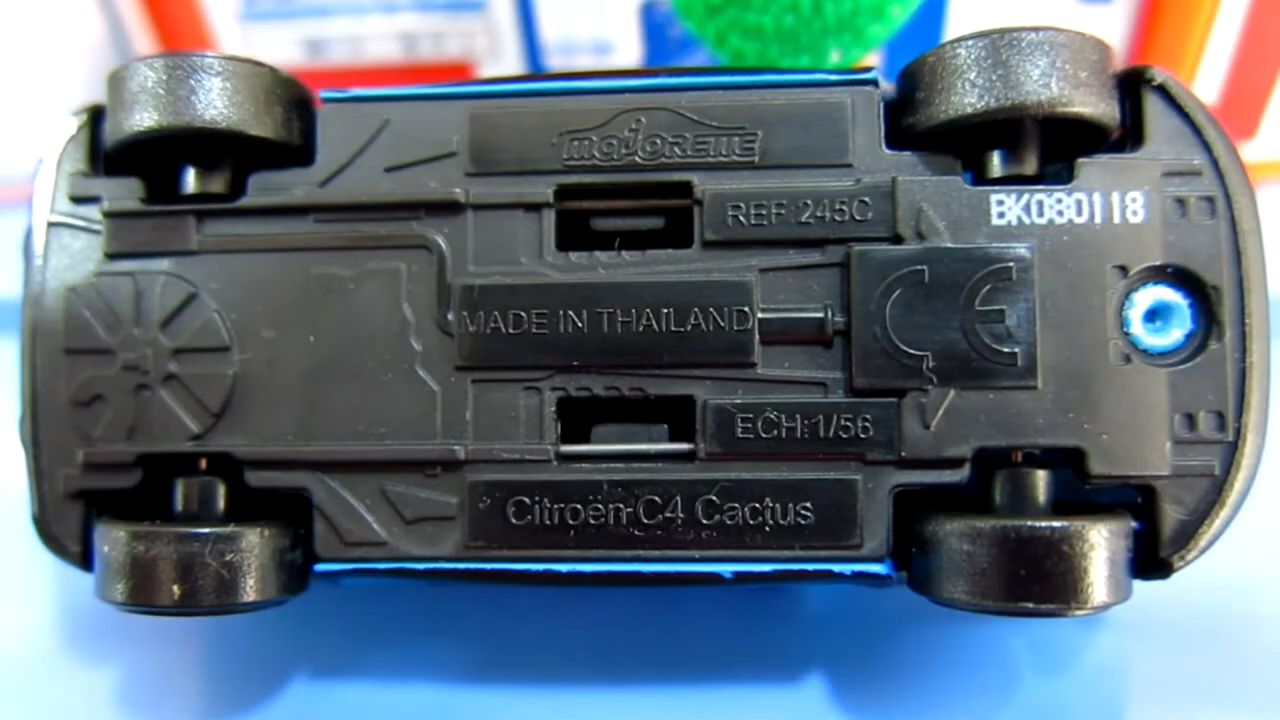 majorette
REF:245C
BK080118
MADE IN THAILAND
CE
ECH:1/56
Citroën C4 Cactus